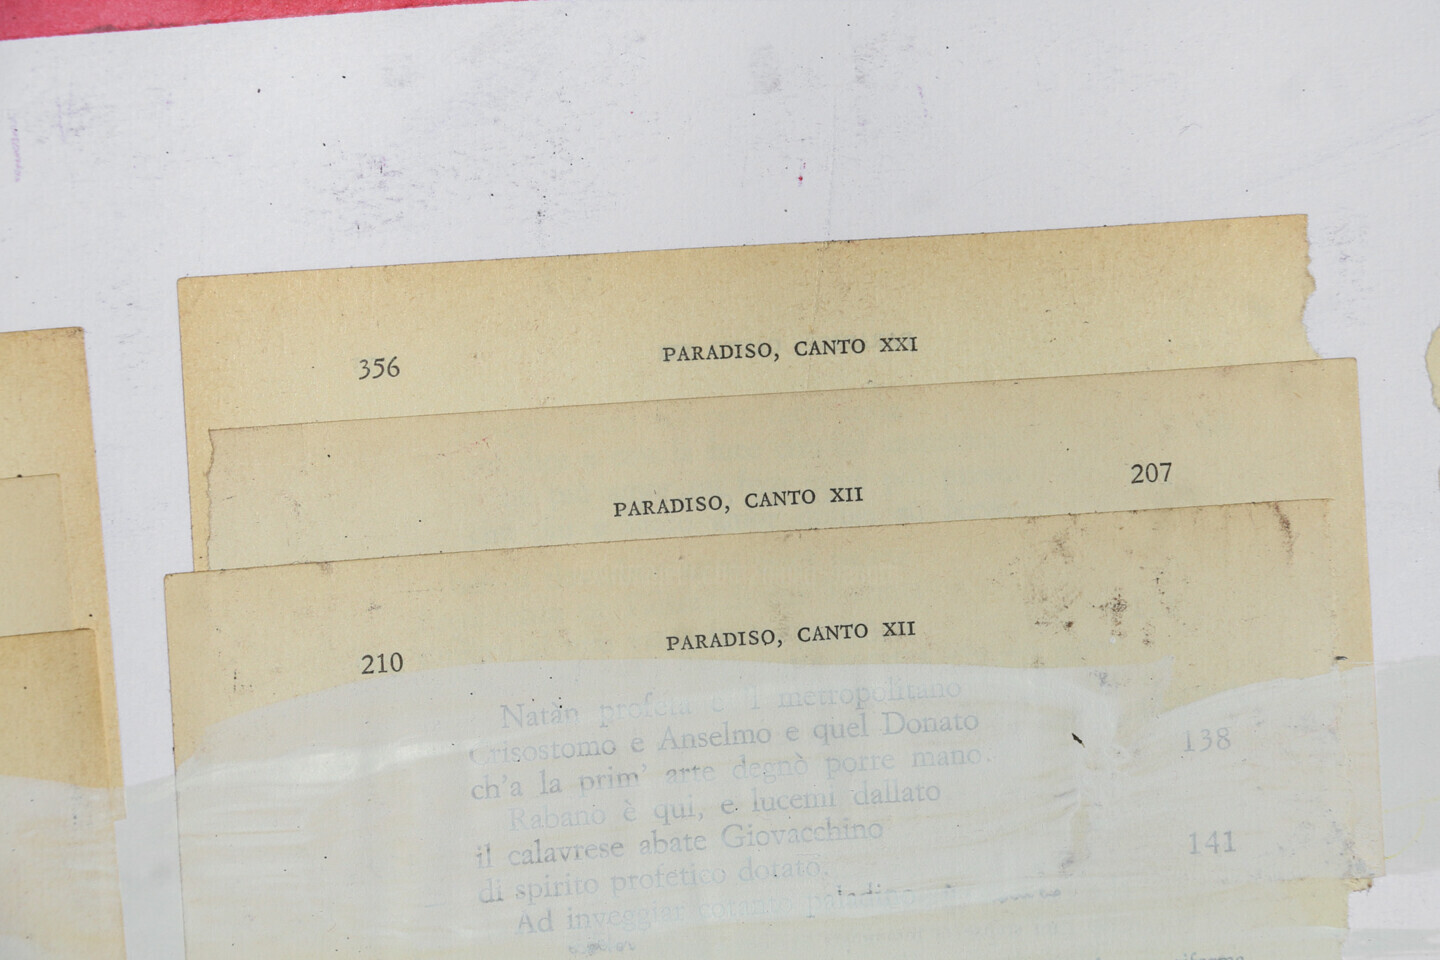 356 PARADISO, CANTO XXI
PARADISO, CANTO XII 207
210 PARADISO, CANTO XII
Natàn profeta e 'l metropolitano
Crisostomo e Anselmo e quel Donato
ch'a la prim' arte degnò porre mano. 138
Rabano è qui, e lucemi dallato
il calavrese abate Giovacchino
di spirito profetico dotato. 141
Ad inveggiar cotanto paladino